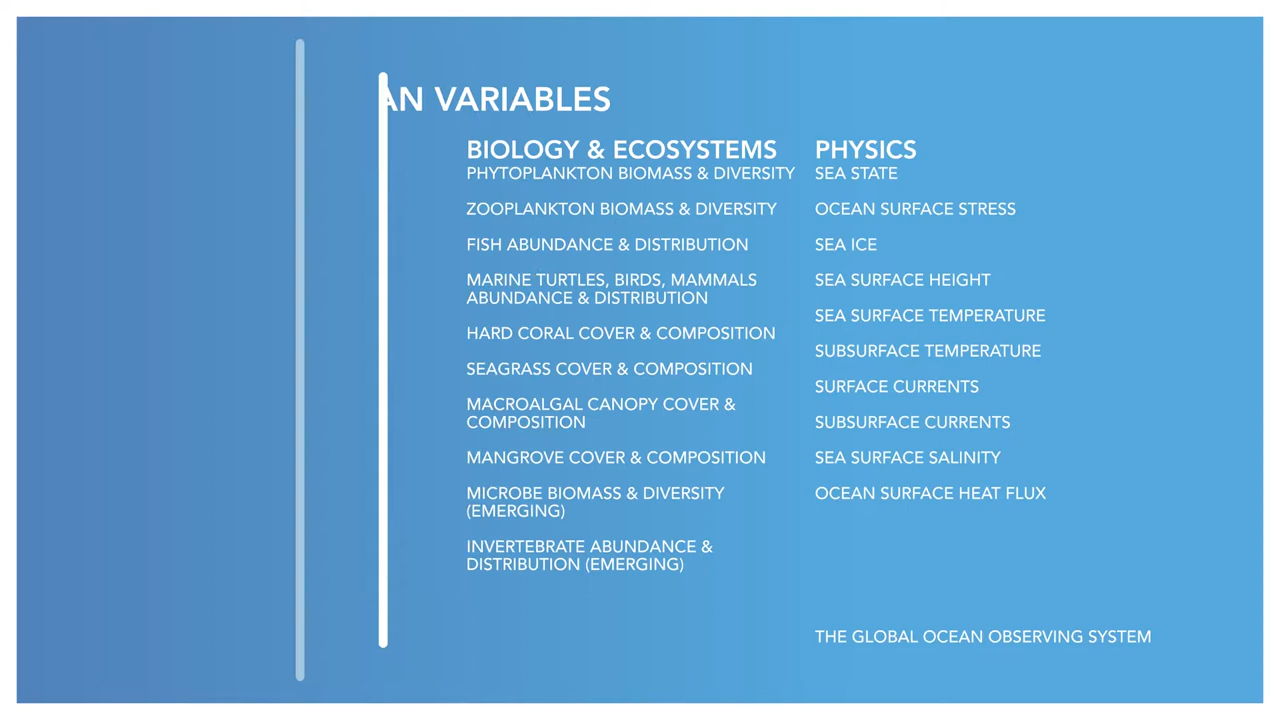 AN VARIABLES
BIOLOGY & ECOSYSTEMS
PHYTOPLANKTON BIOMASS & DIVERSITY
ZOOPLANKTON BIOMASS & DIVERSITY
FISH ABUNDANCE & DISTRIBUTION
MARINE TURTLES, BIRDS, MAMMALS
ABUNDANCE & DISTRIBUTION
HARD CORAL COVER & COMPOSITION
SEAGRASS COVER & COMPOSITION
MACROALGAL CANOPY COVER &
COMPOSITION
MANGROVE COVER & COMPOSITION
MICROBE BIOMASS & DIVERSITY
(EMERGING)
INVERTEBRATE ABUNDANCE &
DISTRIBUTION (EMERGING)
PHYSICS
SEA STATE
OCEAN SURFACE STRESS
SEA ICE
SEA SURFACE HEIGHT
SEA SURFACE TEMPERATURE
SUBSURFACE TEMPERATURE
SURFACE CURRENTS
SUBSURFACE CURRENTS
SEA SURFACE SALINITY
OCEAN SURFACE HEAT FLUX
THE GLOBAL OCEAN OBSERVING SYSTEM